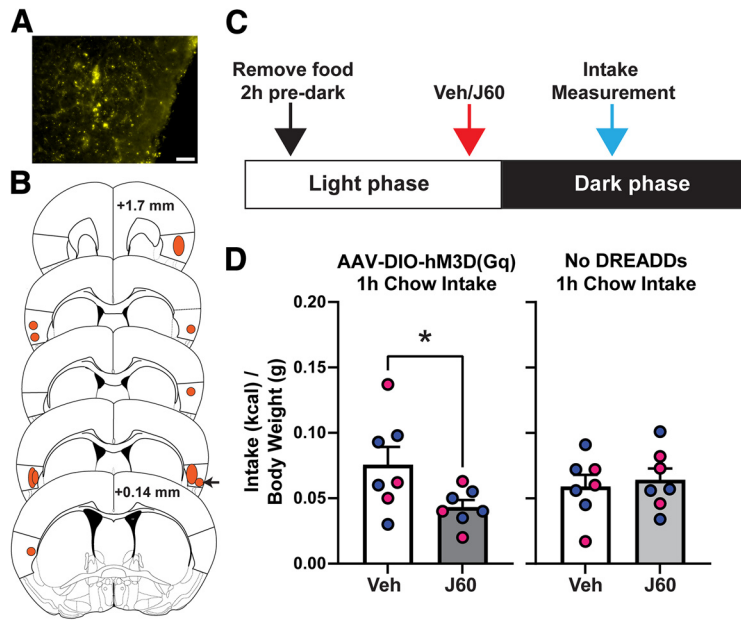 A
B
+1.7 mm
+0.14 mm
C
Remove food
2h pre-dark
Veh/J60
Intake
Measurement
Light phase
Dark phase
D
AAV-DIO-hM3D(Gq)
1h Chow Intake
No DREADDs
1h Chow Intake
Intake (kcal) /
Body Weight (g)
0.20
0.15
0.10
0.05
0.00
*
Veh
J60
Veh
J60